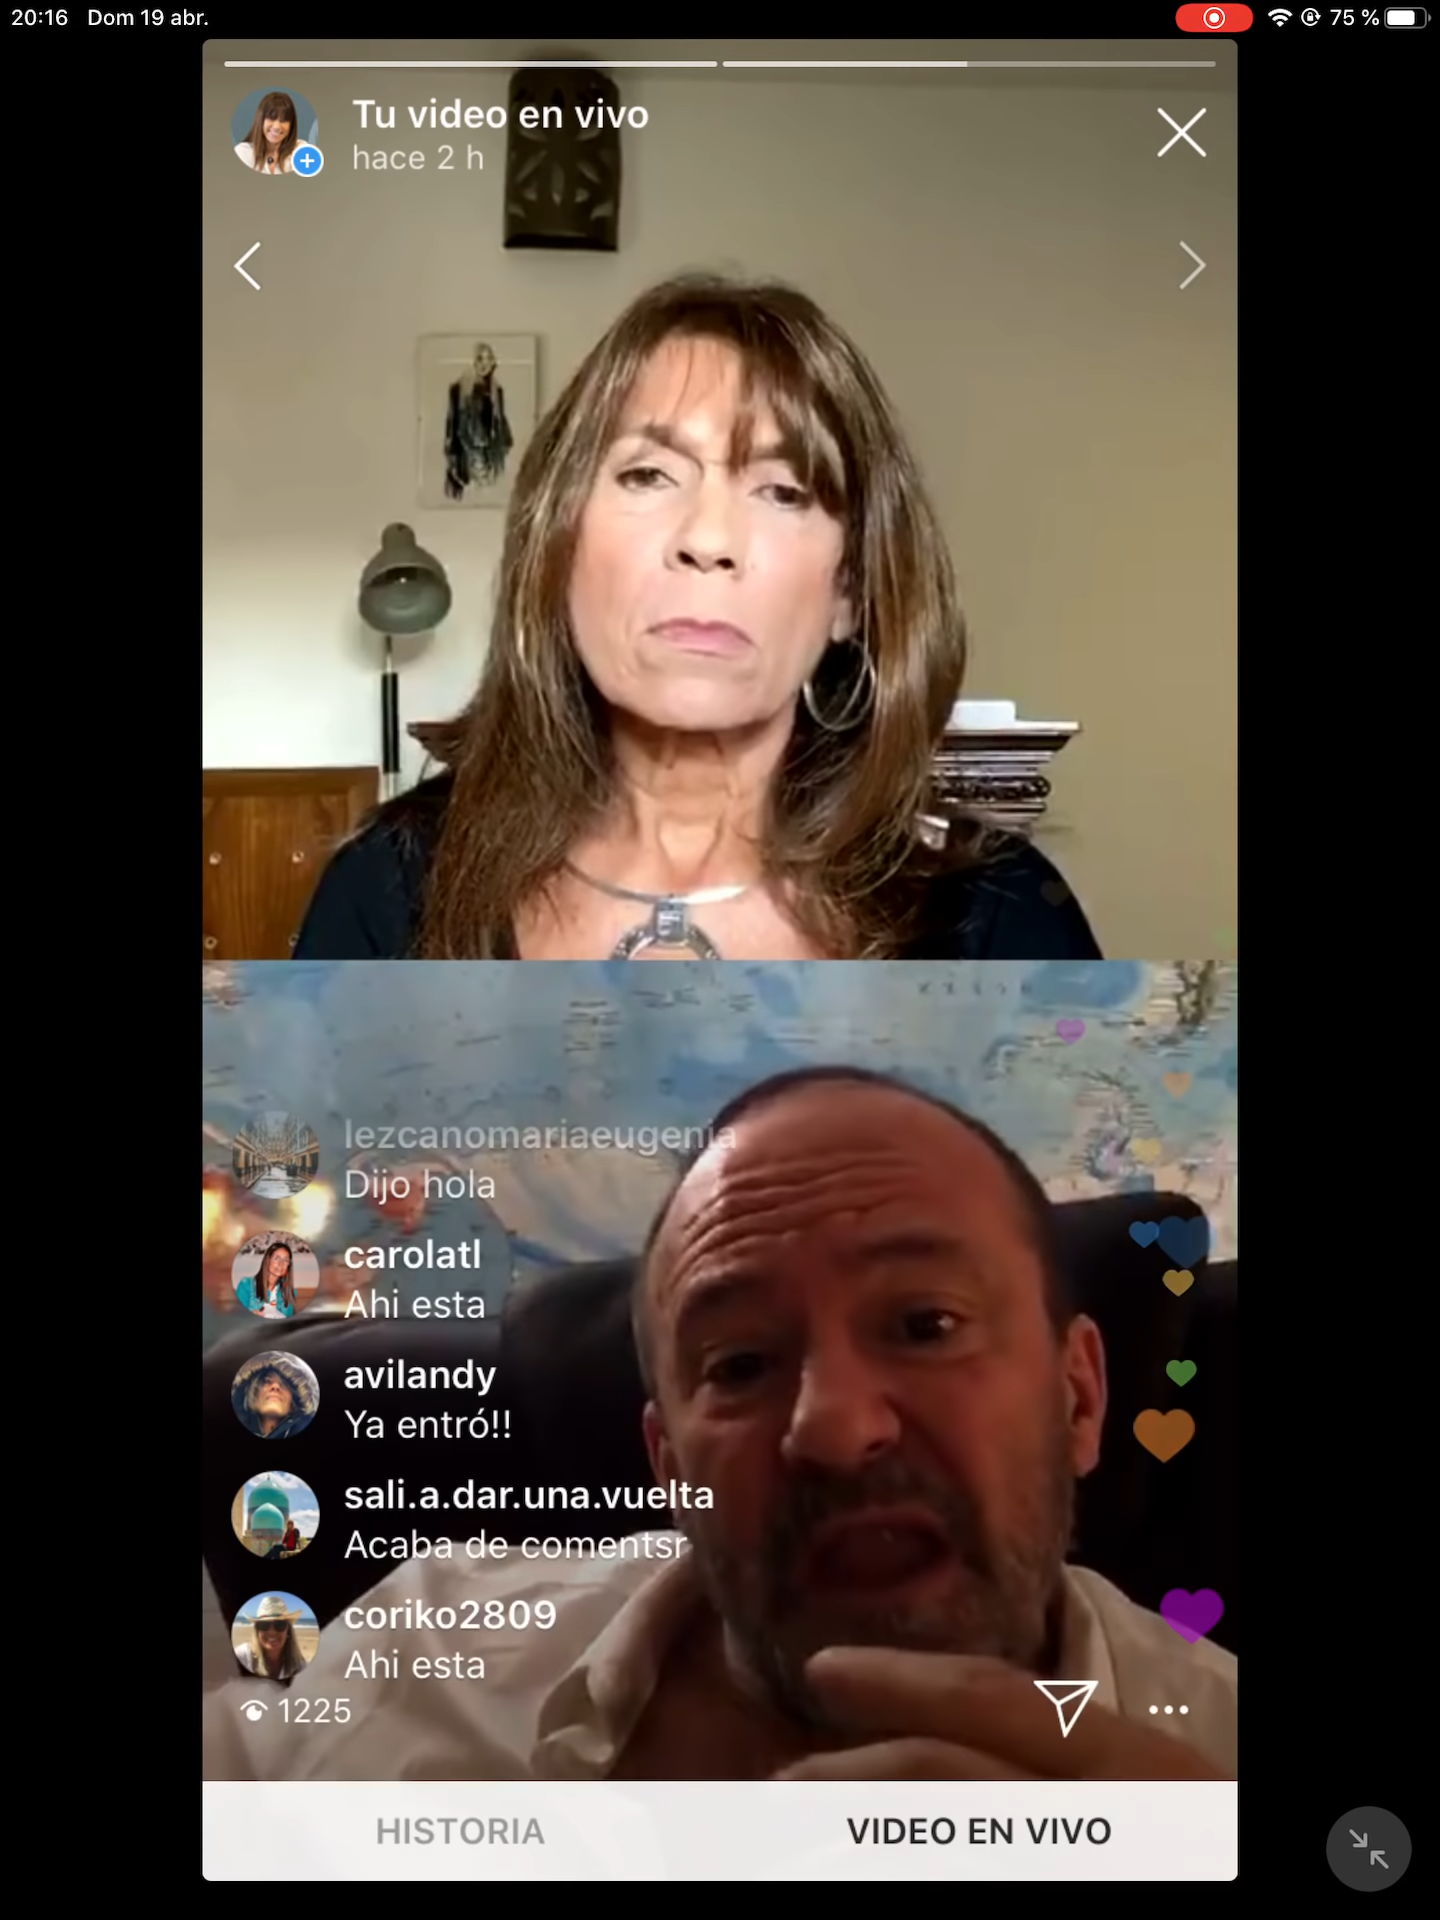 20:16 Dom 19 abr.
75 %
Tu video en vivo
hace 2 h
lezcanomariaeugenia
Dijo hola
carolatl
Ahi esta
avilandy
Ya entró!!
sali.a.dar.una.vuelta
Acaba de comentsr
coriko2809
Ahi esta
1225
HISTORIA
VIDEO EN VIVO